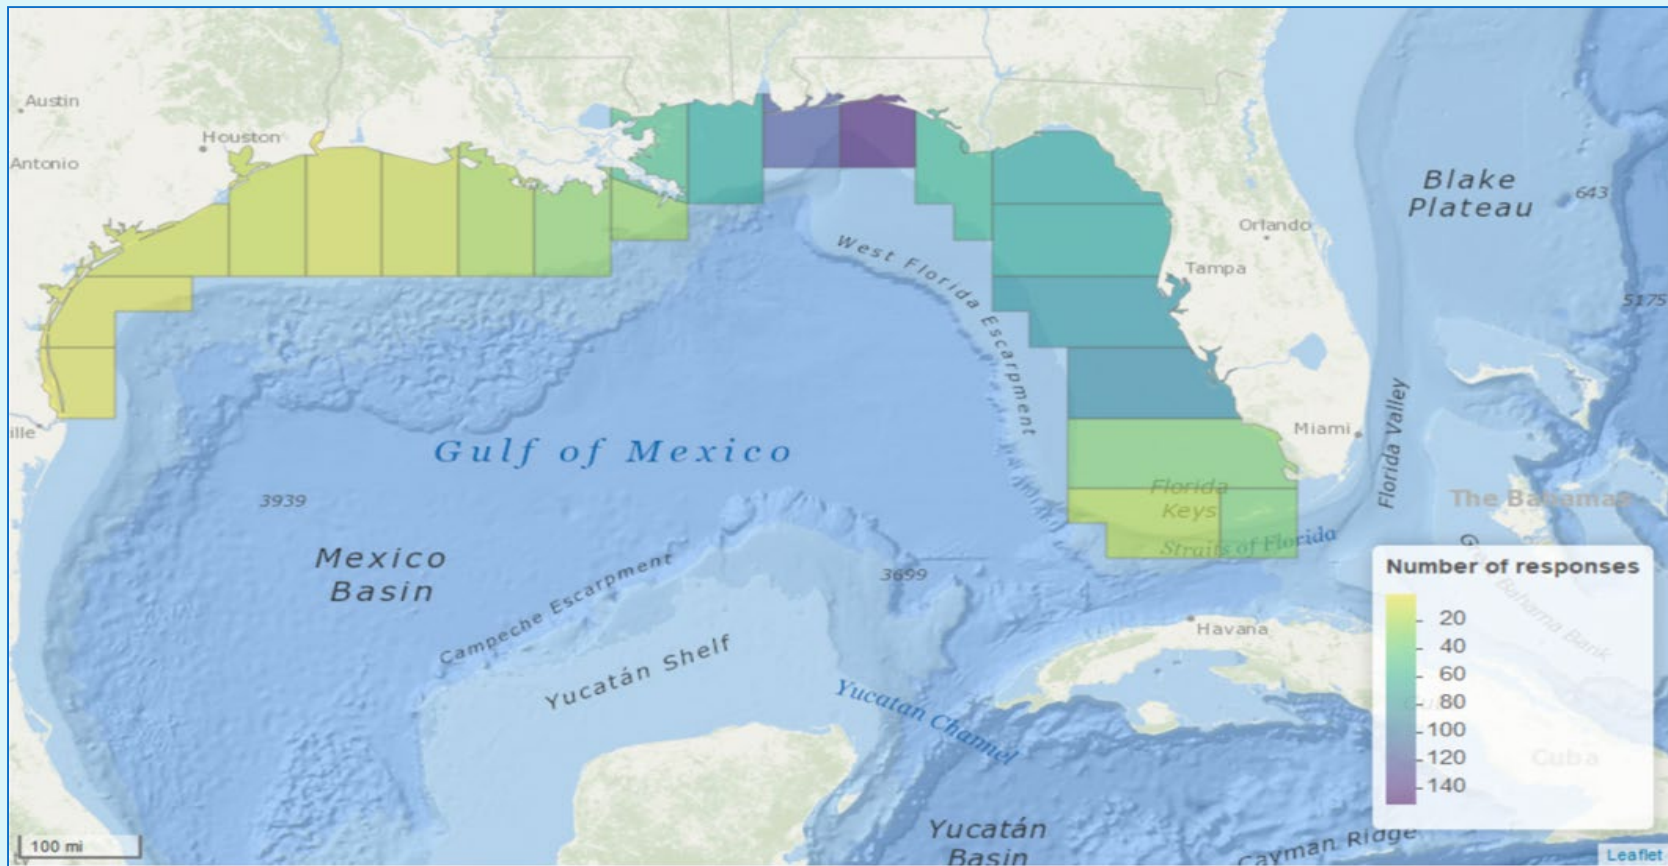 Austin
Houston
Antonio
Blake
Plateau
643
Orlando
West Florida Escarpment
Tampa
5175
ille
Miami
Florida Valley
Gulf of Mexico
3939
Florida
Keys
The Bahamas
Straits of Florida
Mexico
Basin
Campeche Escarpment
3699
Number of responses
20
40
60
80
100
120
140
Bahama Bank
Havana
Yucatán Shelf
Yucatan Channel
Cuba
Yucatán
Basin
Cayman Ridge
100 mi
Leaflet